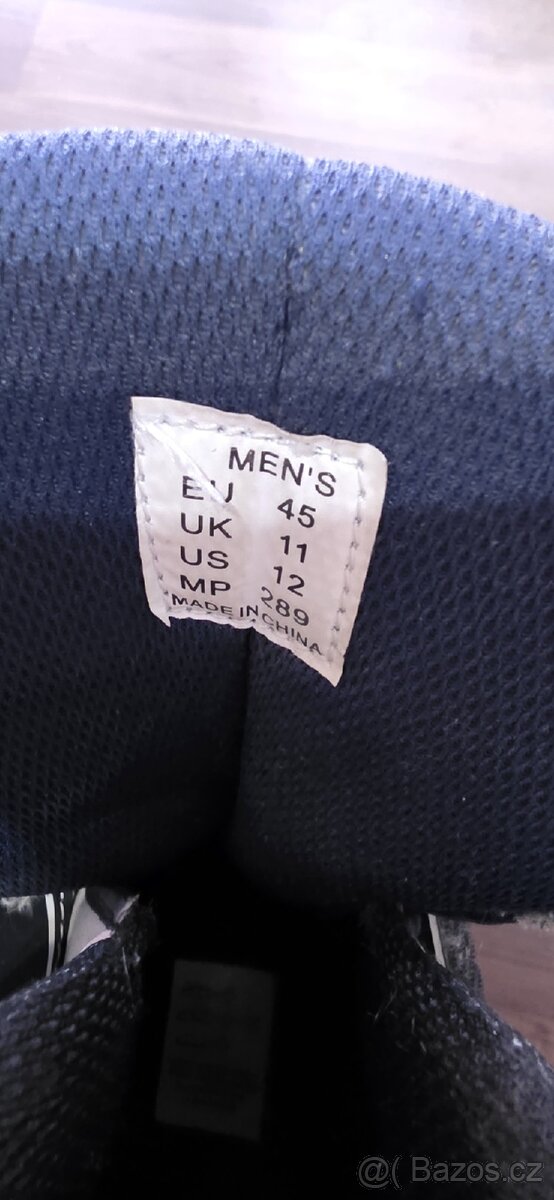 MEN'S
EU 45
UK 11
US 12
MP 289
MADE IN CHINA
@( Bazos.cz